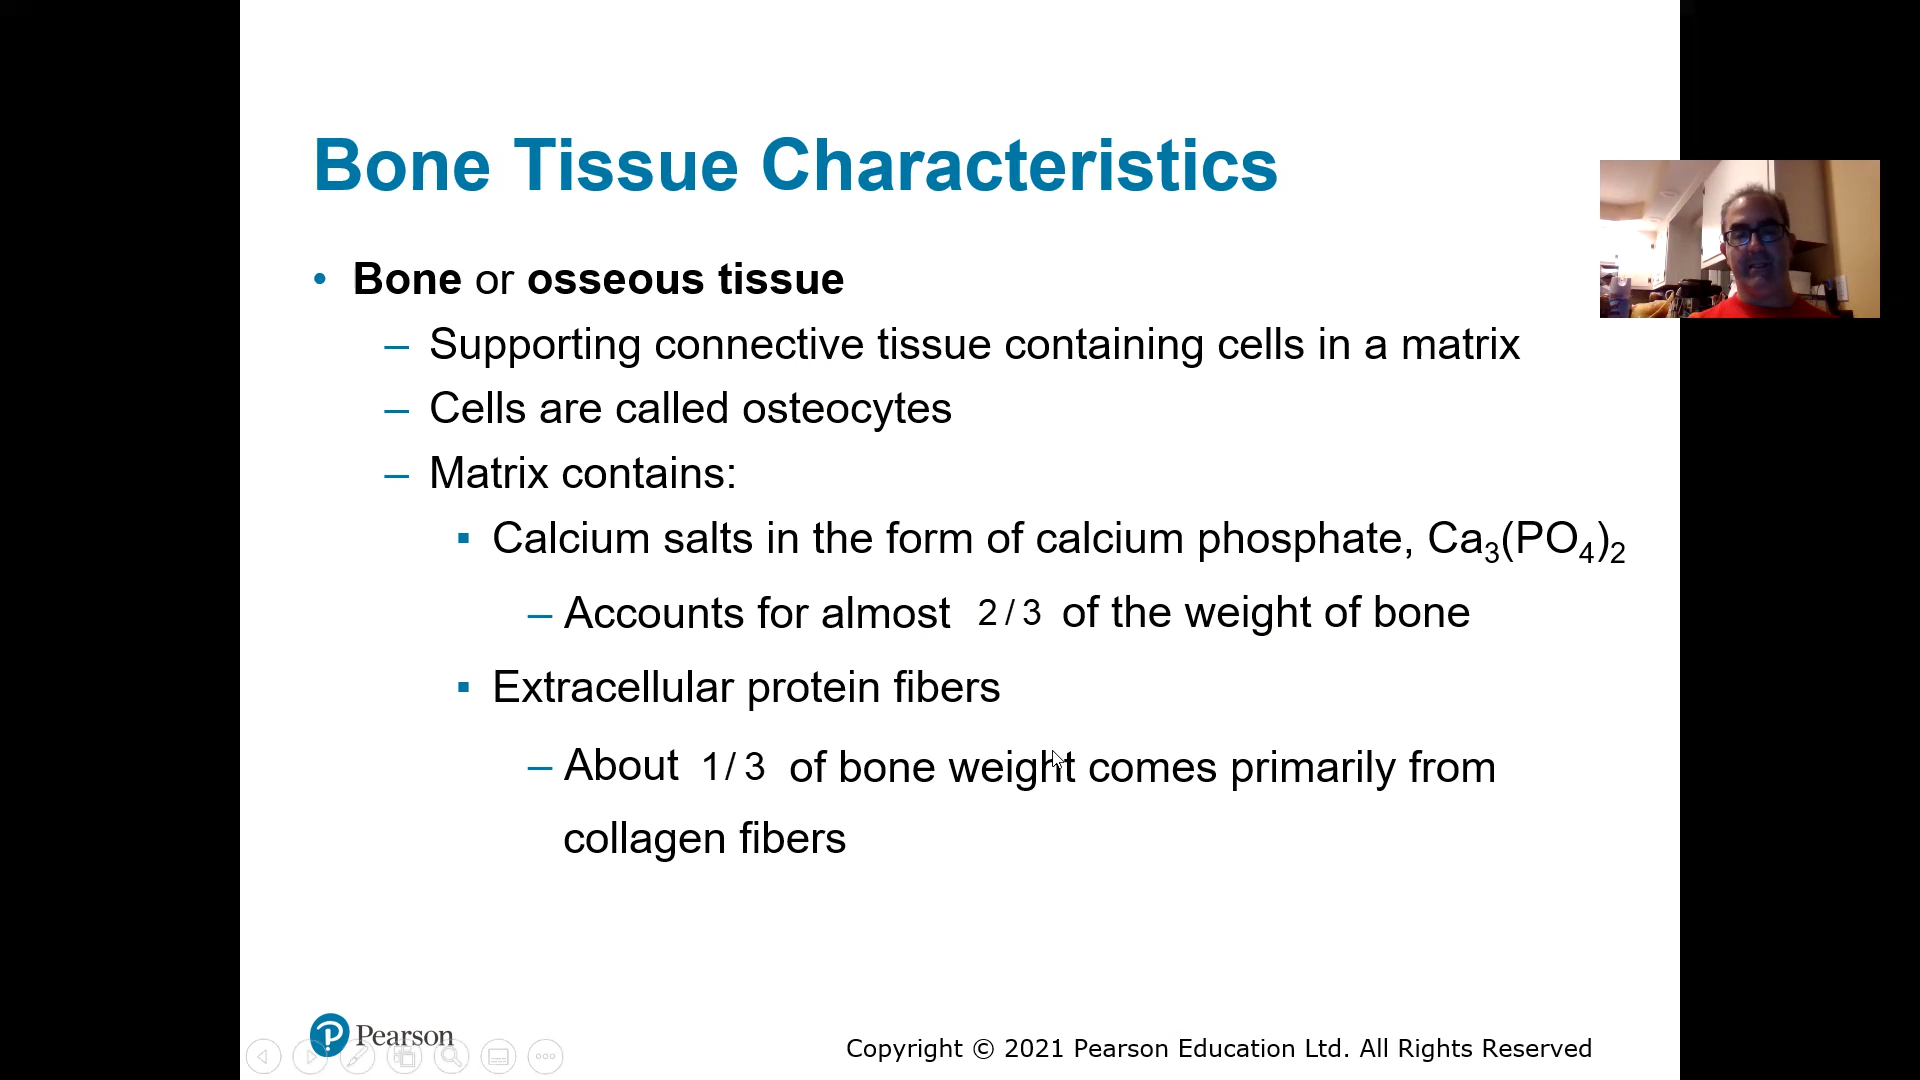 Bone Tissue Characteristics
• Bone or osseous tissue
– Supporting connective tissue containing cells in a matrix
– Cells are called osteocytes
– Matrix contains:
▪ Calcium salts in the form of calcium phosphate, Ca₃(PO₄)₂
– Accounts for almost 2/3 of the weight of bone
▪ Extracellular protein fibers
– About 1/3 of bone weight comes primarily from
collagen fibers
Pearson
Copyright © 2021 Pearson Education Ltd. All Rights Reserved